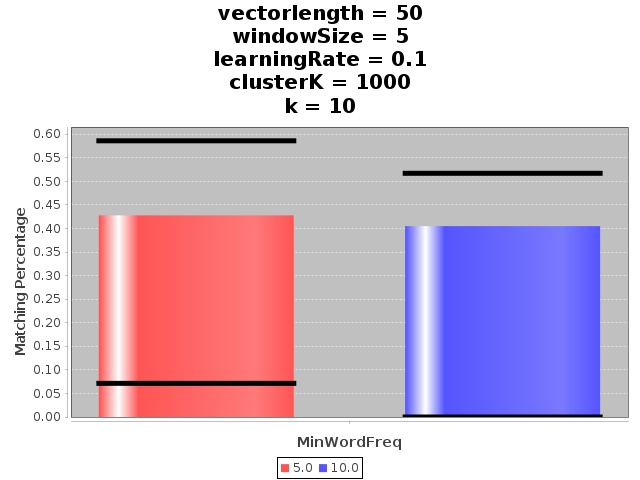 vectorlength = 50
windowSize = 5
learningRate = 0.1
clusterK = 1000
k = 10
Matching Percentage
0.60
0.55
0.50
0.45
0.40
0.35
0.30
0.25
0.20
0.15
0.10
0.05
0.00
MinWordFreq
5.0 10.0